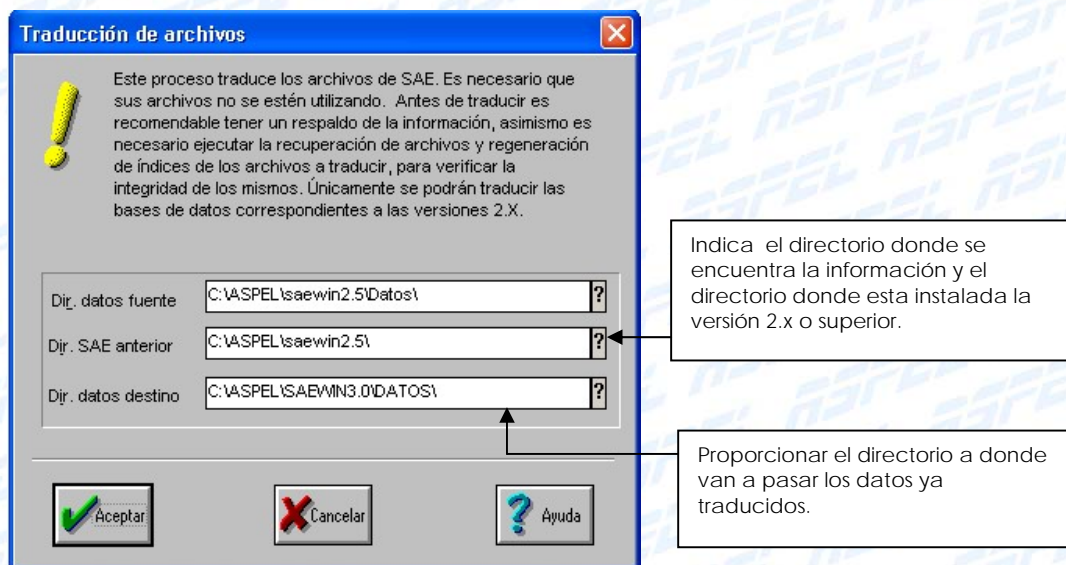 Traducción de archivos
Este proceso traduce los archivos de SAE. Es necesario que
sus archivos no se estén utilizando. Antes de traducir es
recomendable tener un respaldo de la información, asimismo es
necesario ejecutar la recuperación de archivos y regeneración
de índices de los archivos a traducir, para verificar la
integridad de los mismos. Únicamente se podrán traducir las
bases de datos correspondientes a las versiones 2.X.
Dir. datos fuente C:\ASPEL\saewin2.5\Datos\ ?
Dir. SAE anterior C:\ASPEL\saewin2.5\ ?
Dir. datos destino C:\ASPEL\SAEWIN3.0\DATOS\ ?
Aceptar Cancelar Ayuda
Indica el directorio donde se
encuentra la información y el
directorio donde esta instalada la
versión 2.x o superior.
Proporcionar el directorio a donde
van a pasar los datos ya
traducidos.
ASPEL ASPEL ASPEL